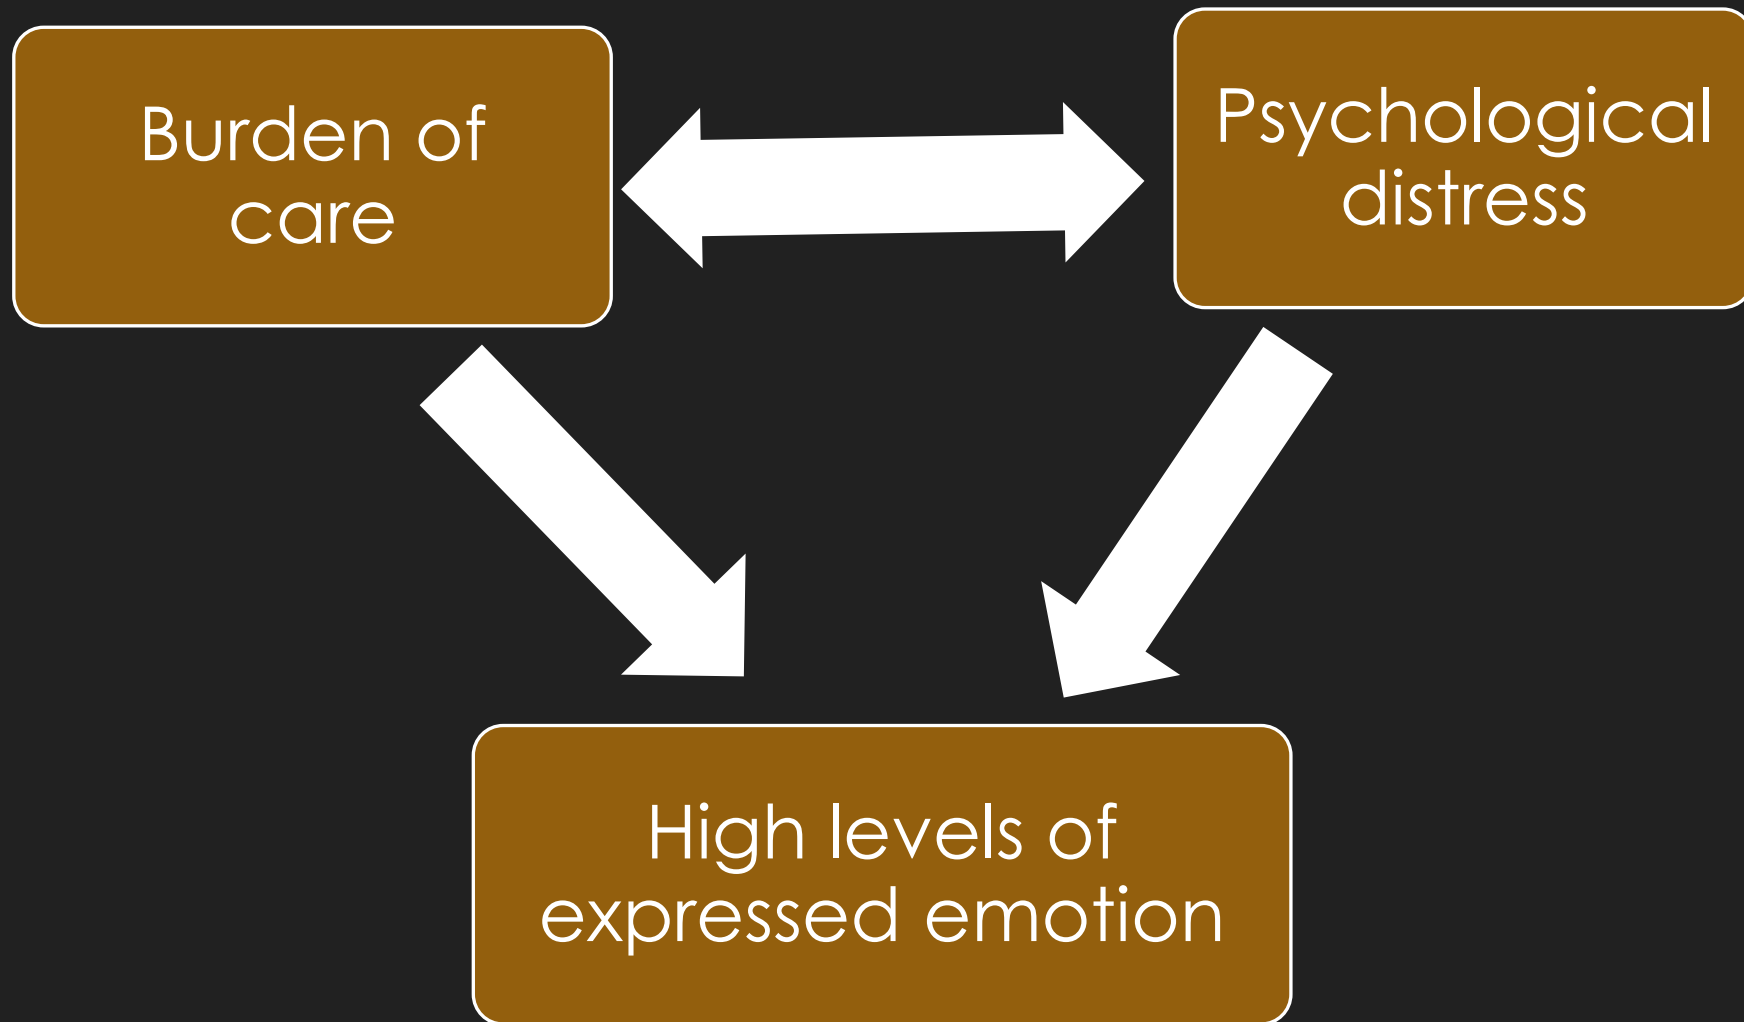 Burden of
care
Psychological
distress
High levels of
expressed emotion